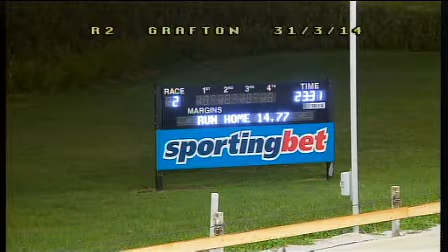 R2 GRAFTON 31/3/14
RACE 1ST 2ND 3RD 4TH TIME
2 23.31
MARGINS
RUN HOME 14.77
sportingbet